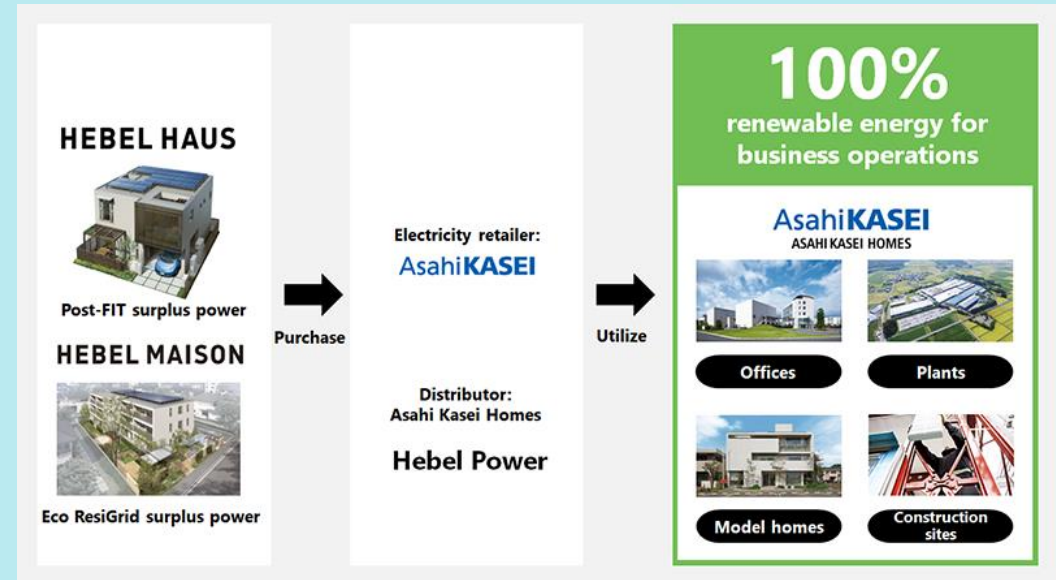 HEBEL HAUS
Post-FIT surplus power
HEBEL MAISON
Eco ResiGrid surplus power
Purchase
Electricity retailer:
AsahiKASEI
Distributor:
Asahi Kasei Homes
Hebel Power
Utilize
100%
renewable energy for
business operations
AsahiKASEI
ASAHI KASEI HOMES
Offices
Plants
Model homes
Construction
sites